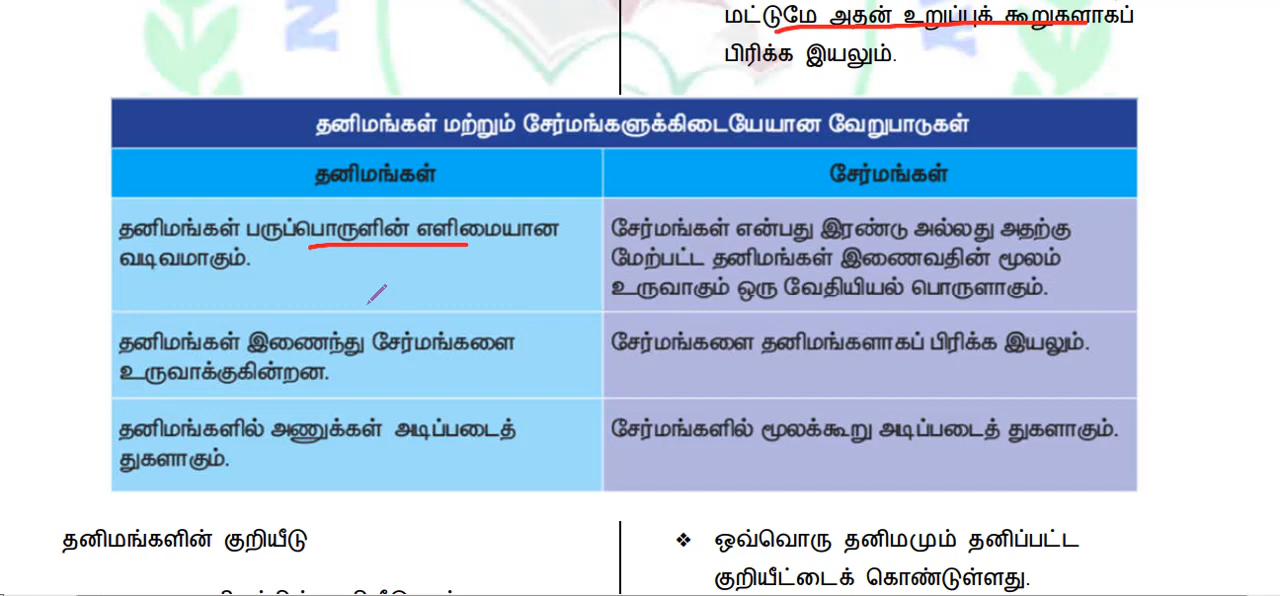 மட்டுமே அதன் உறுப்புக் கூறுகளாகப்
பிரிக்க இயலும்.
தனிமங்கள் மற்றும் சேர்மங்களுக்கிடையேயான வேறுபாடுகள்
தனிமங்கள்
சேர்மங்கள்
தனிமங்கள் பருப்பொருளின் எளிமையான
வடிவமாகும்.
சேர்மங்கள் என்பது இரண்டு அல்லது அதற்கு
மேற்பட்ட தனிமங்கள் இணைவதின் மூலம்
உருவாகும் ஒரு வேதியியல் பொருளாகும்.
தனிமங்கள் இணைந்து சேர்மங்களை
உருவாக்குகின்றன.
சேர்மங்களை தனிமங்களாகப் பிரிக்க இயலும்.
தனிமங்களில் அணுக்கள் அடிப்படைத்
துகளாகும்.
சேர்மங்களில் மூலக்கூறு அடிப்படைத் துகளாகும்.
தனிமங்களின் குறியீடு
❖ ஒவ்வொரு தனிமமும் தனிப்பட்ட
குறியீட்டைக் கொண்டுள்ளது.